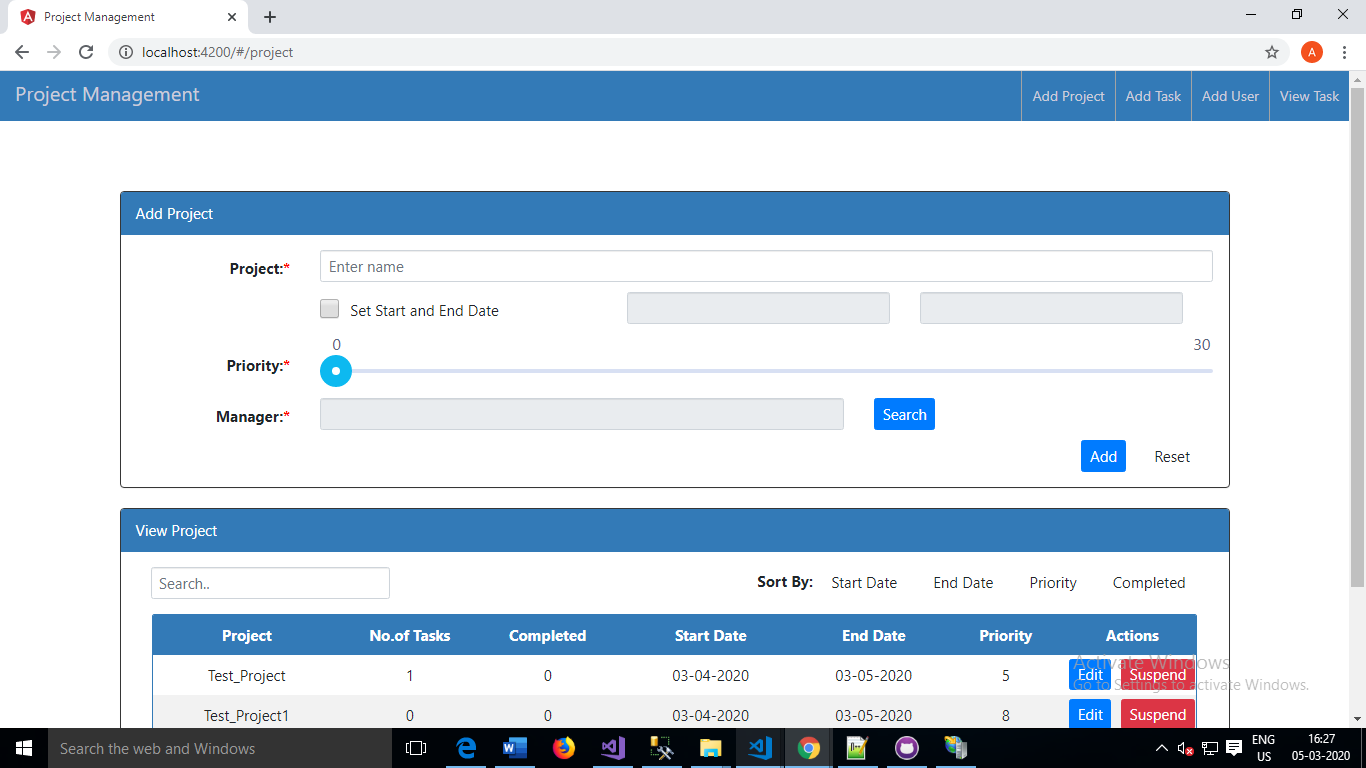 Project Management
localhost:4200/#/project
A
Project Management Add Project Add Task Add User View Task
Add Project
Project:* Enter name
Set Start and End Date
0 30
Priority:*
Manager:* Search
Add Reset
View Project
Search.. Sort By: Start Date End Date Priority Completed
Project No.of Tasks Completed Start Date End Date Priority Actions
Test_Project 1 0 03-04-2020 03-05-2020 5 Edit Suspend
Activate Windows
Go to Settings to activate Windows.
Test_Project1 0 0 03-04-2020 03-05-2020 8 Edit Suspend
Search the web and Windows
ENG 16:27
US 05-03-2020